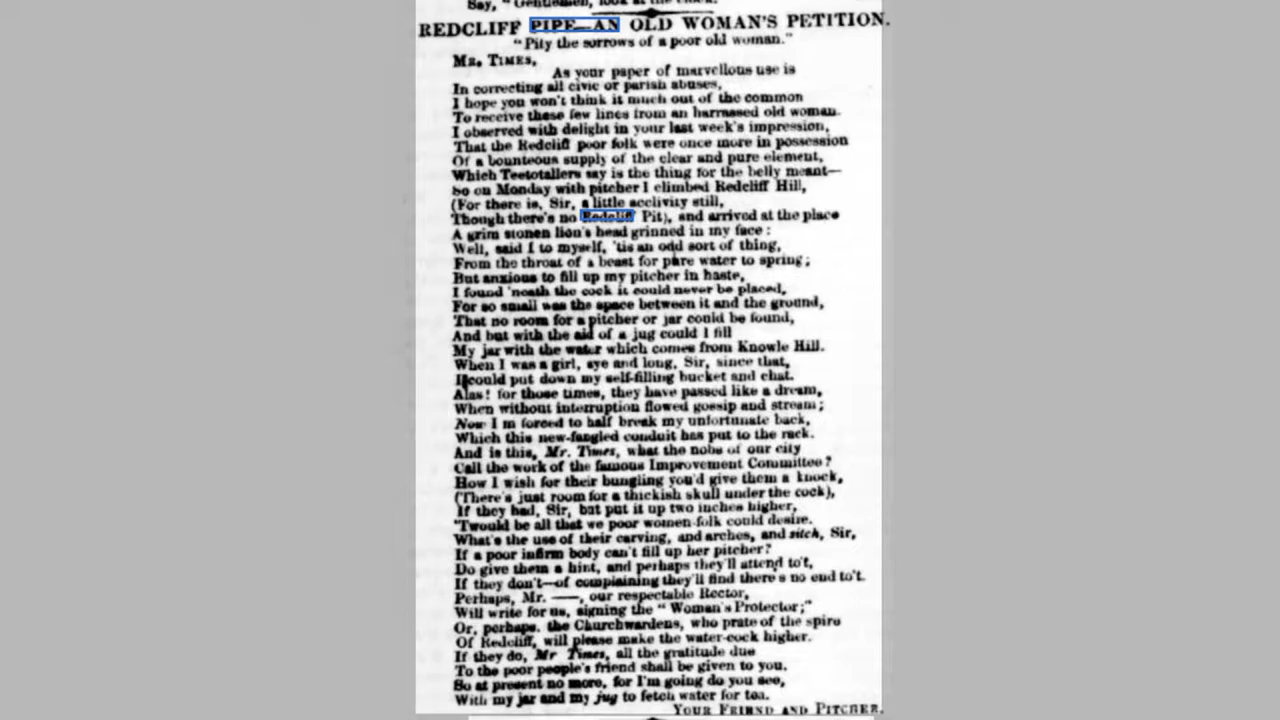 Say, "Gentlemen, look at the clock."
REDCLIFF PIPE—AN OLD WOMAN'S PETITION.
"Pity the sorrows of a poor old woman."
MR. TIMES,
As your paper of marvellous use is
In correcting all civic or parish abuses,
I hope you won't think it much out of the common
To receive these few lines from an harrassed old woman.
I observed with delight in your last week's impression,
That the Redcliff poor folk were once more in possession
Of a bounteous supply of the clear and pure element,
Which Teetotallers say is the thing for the belly meant—
So on Monday with pitcher I climbed Redcliff Hill,
(For there is, Sir, a little acclivity still,
Though there's no Redcliff Pit), and arrived at the place
A grim stonen lion's head grinned in my face :
Well, said I to myself, 'tis an odd sort of thing,
From the throat of a beast for pure water to spring ;
But anxious to fill up my pitcher in haste,
I found 'neath the cock it could never be placed,
For so small was the space between it and the ground,
That no room for a pitcher or jar could be found,
And but with the aid of a jug could I fill
My jar with the water which comes from Knowle Hill.
When I was a girl, aye and long, Sir, since that,
I could put down my self-filling bucket and chat.
Alas! for those times, they have passed like a dream,
When without interruption flowed gossip and stream ;
Now I m forced to half break my unfortunate back,
Which this new-fangled conduit has put to the rack.
And is this, Mr. Times, what the nobs of our city
Call the work of the famous Improvement Committee?
How I wish for their bungling you'd give them a knock,
(There's just room for a thickish skull under the cock),
If they had, Sir, but put it up two inches higher,
'Twould be all that we poor women-folk could desire.
What's the use of their carving, and arches, and sitch, Sir,
If a poor infirm body can't fill up her pitcher?
Do give them a hint, and perhaps they'll attend to't,
If they don't—of complaining they'll find there's no end to't.
Perhaps, Mr. ——, our respectable Rector,
Will write for us, signing the " Woman's Protector;"
Or, perhaps. the Churchwardens, who prate of the spire
Of Redcliff, will please make the water-cock higher.
If they do, Mr Times, all the gratitude due
To the poor people's friend shall be given to you.
So at present no more, for I'm going do you see,
With my jar and my jug to fetch water for tea.
YOUR FRIEND AND PITCHER.